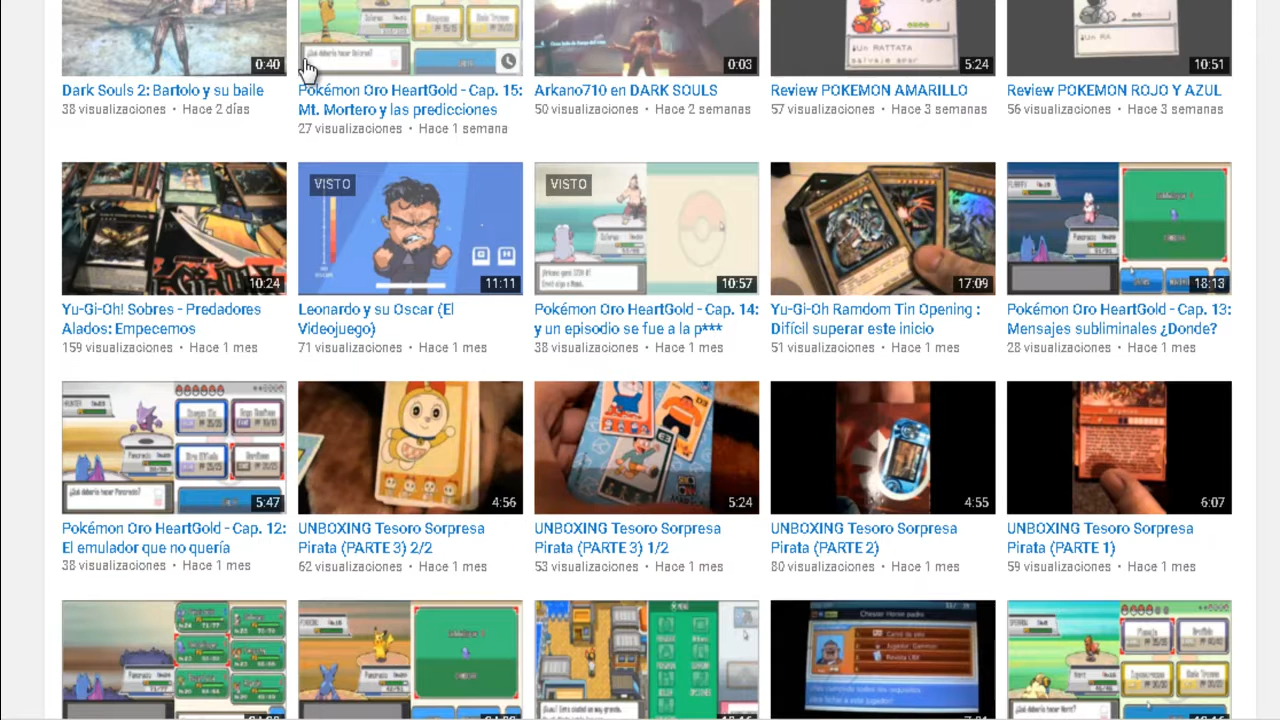 0:40
0:03
5:24
10:51
Dark Souls 2: Bartolo y su baile
38 visualizaciones • Hace 2 días
Pokémon Oro HeartGold - Cap. 15:
Mt. Mortero y las predicciones
27 visualizaciones • Hace 1 semana
Arkano710 en DARK SOULS
50 visualizaciones • Hace 2 semanas
Review POKEMON AMARILLO
57 visualizaciones • Hace 3 semanas
Review POKEMON ROJO Y AZUL
56 visualizaciones • Hace 3 semanas
VISTO
VISTO
10:24
11:11
10:57
17:09
18:13
Yu-Gi-Oh! Sobres - Predadores
Alados: Empecemos
159 visualizaciones • Hace 1 mes
Leonardo y su Oscar (El
Videojuego)
71 visualizaciones • Hace 1 mes
Pokémon Oro HeartGold - Cap. 14:
y un episodio se fue a la p***
38 visualizaciones • Hace 1 mes
Yu-Gi-Oh Ramdom Tin Opening :
Difícil superar este inicio
51 visualizaciones • Hace 1 mes
Pokémon Oro HeartGold - Cap. 13:
Mensajes subliminales ¿Donde?
28 visualizaciones • Hace 1 mes
5:47
4:56
5:24
4:55
6:07
Pokémon Oro HeartGold - Cap. 12:
El emulador que no quería
38 visualizaciones • Hace 1 mes
UNBOXING Tesoro Sorpresa
Pirata (PARTE 3) 2/2
62 visualizaciones • Hace 1 mes
UNBOXING Tesoro Sorpresa
Pirata (PARTE 3) 1/2
53 visualizaciones • Hace 1 mes
UNBOXING Tesoro Sorpresa
Pirata (PARTE 2)
80 visualizaciones • Hace 1 mes
UNBOXING Tesoro Sorpresa
Pirata (PARTE 1)
59 visualizaciones • Hace 1 mes